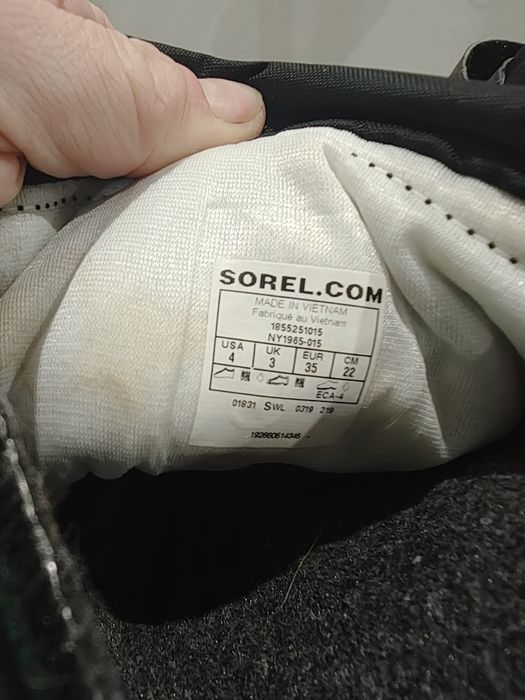 SOREL.COM
MADE IN VIETNAM
Fabriqué au Vietnam
1855251015
NY1965-015
USA UK EUR CM
4 3 35 22
ECA-4
01831 SWL 0319 219
192660614345